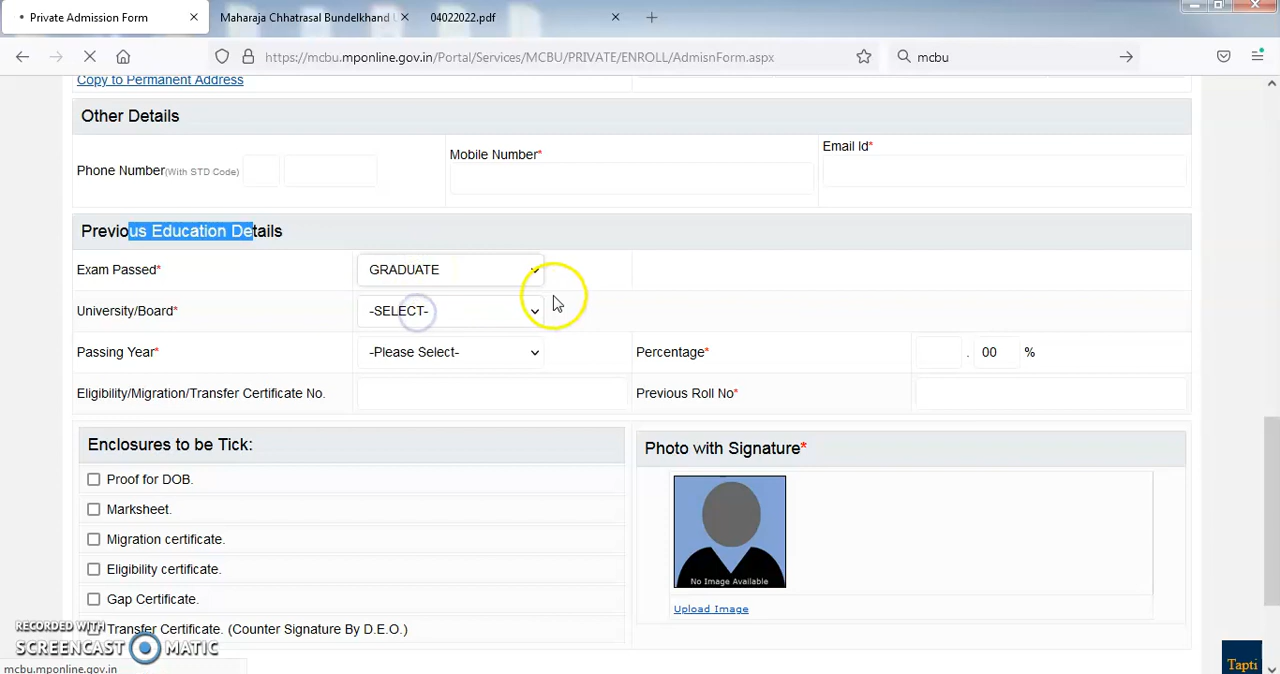 Private Admission Form
Maharaja Chhatrasal Bundelkhand U
04022022.pdf
https://mcbu.mponline.gov.in/Portal/Services/MCBU/PRIVATE/ENROLL/AdmisnForm.aspx
mcbu
Copy to Permanent Address
Other Details
Phone Number(With STD Code)
Mobile Number*
Email Id*
Previous Education Details
Exam Passed*
GRADUATE
University/Board*
-SELECT-
Passing Year*
-Please Select-
Percentage*
. 00 %
Eligibility/Migration/Transfer Certificate No.
Previous Roll No*
Enclosures to be Tick:
Proof for DOB.
Marksheet.
Migration certificate.
Eligibility certificate.
Gap Certificate.
Transfer Certificate. (Counter Signature By D.E.O.)
Photo with Signature*
No Image Available
Upload Image
RECORDED WITH
SCREENCAST MATIC
mcbu.mponline.gov.in
Tapti